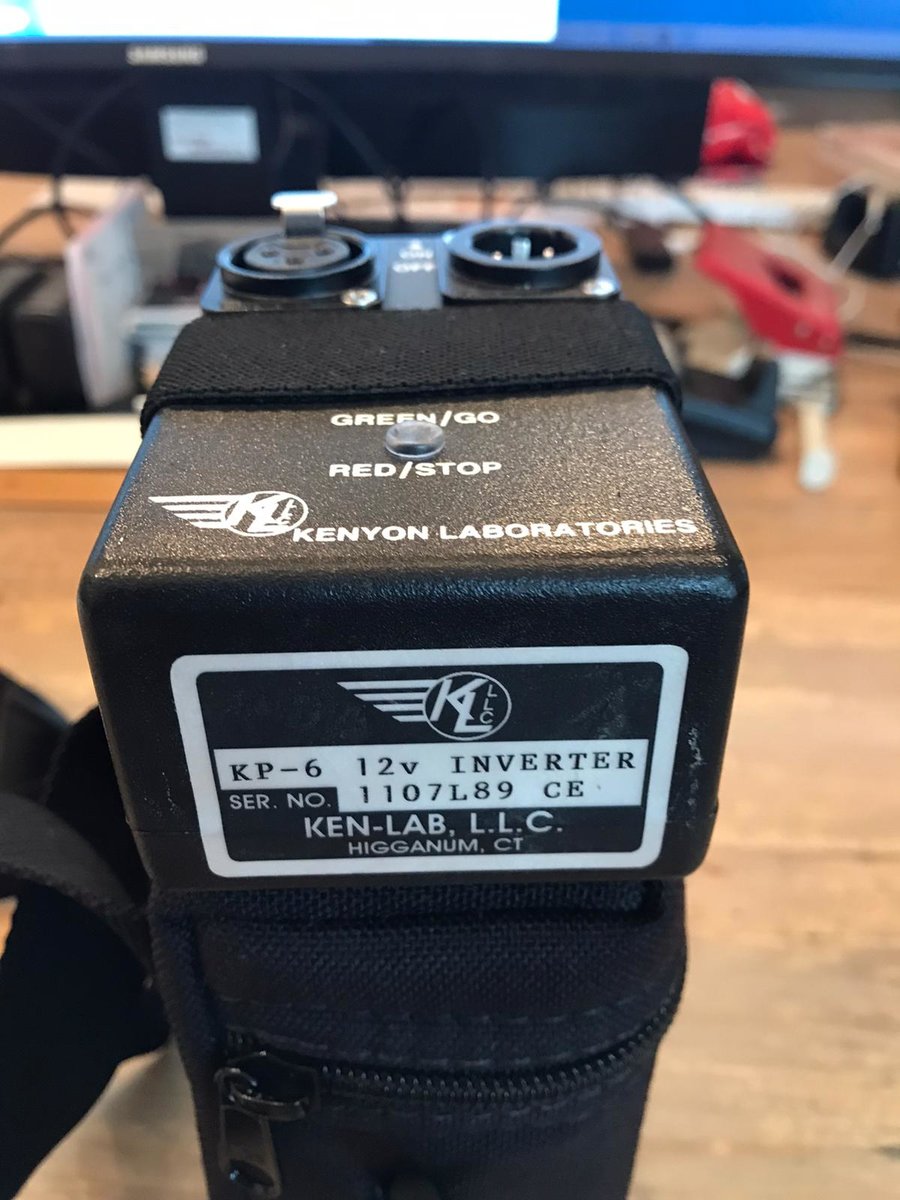 SAMSUNG
ON
OFF
GREEN/GO
RED/STOP
KL LLC
KENYON LABORATORIES
KL LLC
KP-6 12v INVERTER
SER. NO. 1107L89 CE
KEN-LAB, L.L.C.
HIGGANUM, CT